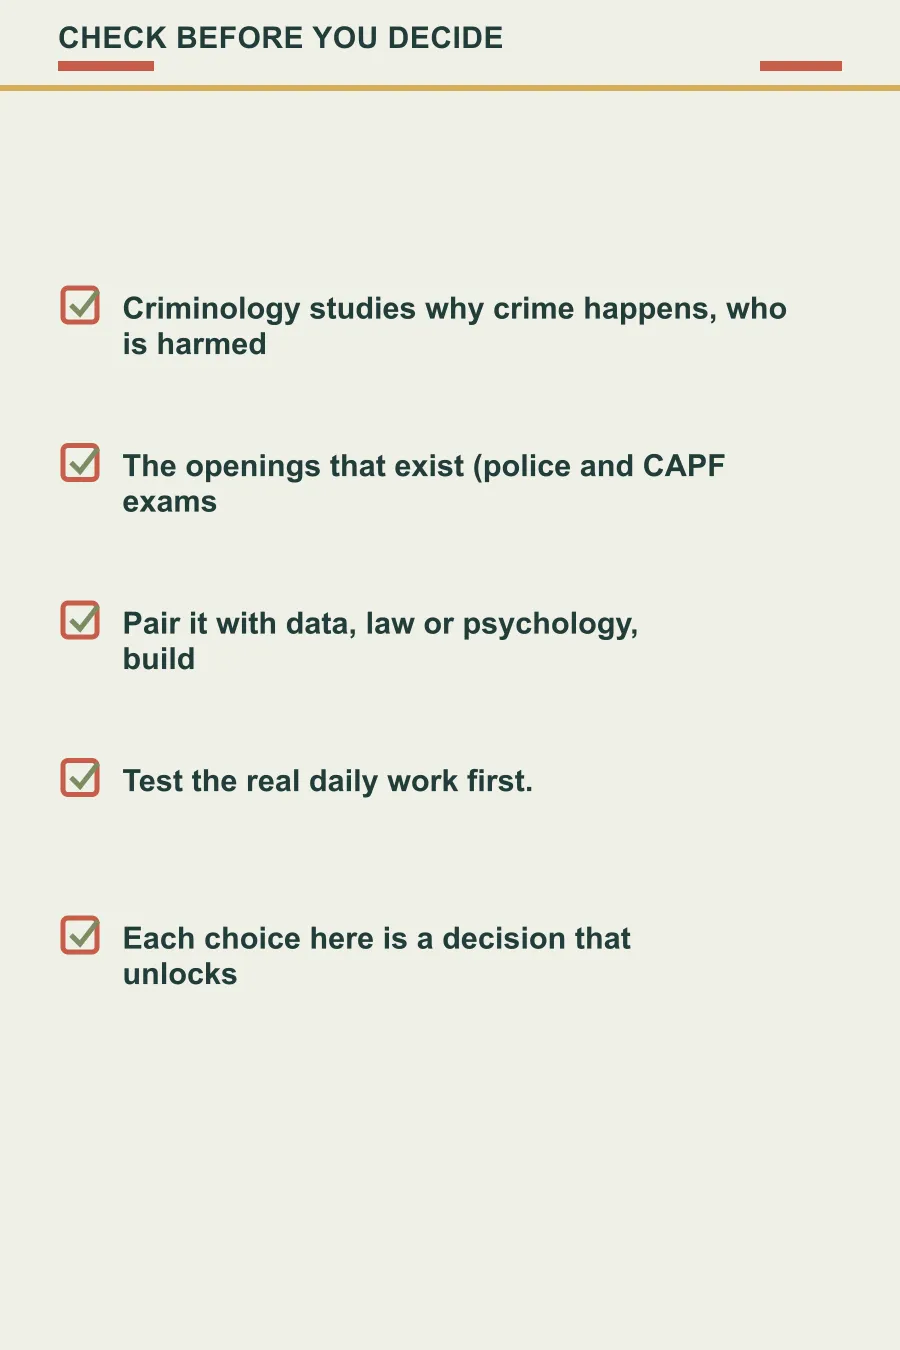 CHECK BEFORE YOU DECIDE
Criminology studies why crime happens, who
is harmed
The openings that exist (police and CAPF
exams
Pair it with data, law or psychology,
build
Test the real daily work first.
Each choice here is a decision that
unlocks